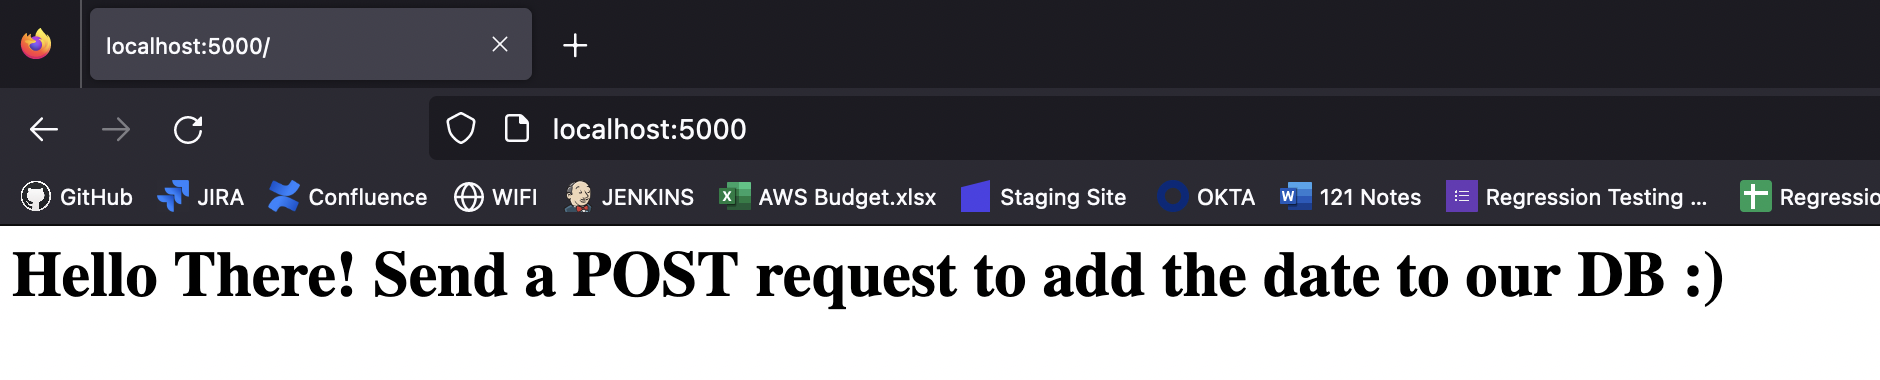 localhost:5000/
localhost:5000
GitHub JIRA Confluence WIFI JENKINS AWS Budget.xlsx Staging Site OKTA 121 Notes Regression Testing ... Regressio
Hello There! Send a POST request to add the date to our DB :)